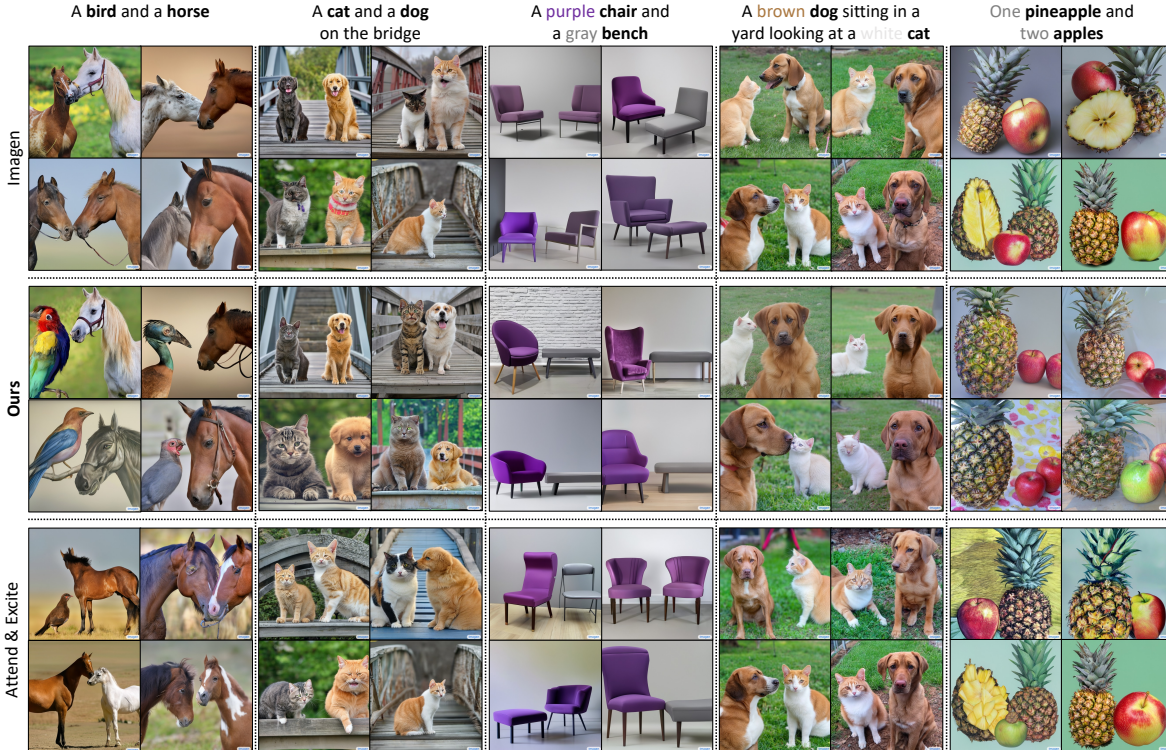 A bird and a horse
A cat and a dog
on the bridge
A purple chair and
a gray bench
A brown dog sitting in a
yard looking at a white cat
One pineapple and
two apples
Imagen
Ours
Attend & Excite